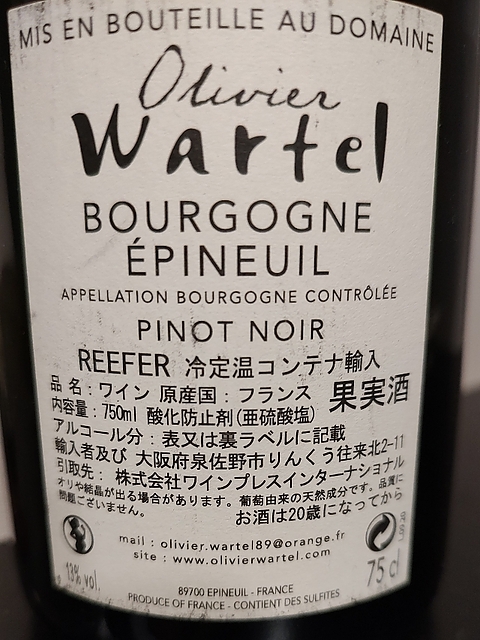 MIS EN BOUTEILLE AU DOMAINE
Olivier
Wartel
BOURGOGNE
ÉPINEUIL
APPELLATION BOURGOGNE CONTRÔLÉE
PINOT NOIR
REEFER 冷定温コンテナ輸入
品 名：ワイン 原産国：フランス 果実酒
内容量：750ml 酸化防止剤(亜硫酸塩)
アルコール分：表又は裏ラベルに記載
輸入者及び 大阪府泉佐野市りんくう往来北2-11
引取先： 株式会社ワインプレスインターナショナル
オリや結晶が出る場合があります。葡萄由来の天然成分です。品質に
問題ございません。
お酒は20歳になってから
mail : olivier.wartel89@orange.fr
site : www.olivierwartel.com
13% vol.
75 cl
89700 EPINEUIL - FRANCE
PRODUCE OF FRANCE - CONTIENT DES SULFITES